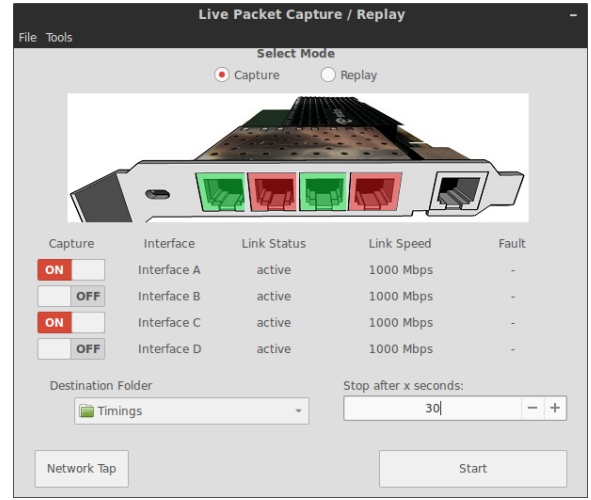 Live Packet Capture / Replay
File Tools
Select Mode
Capture Replay
Capture Interface Link Status Link Speed Fault
ON Interface A active 1000 Mbps -
OFF Interface B active 1000 Mbps -
ON Interface C active 1000 Mbps -
OFF Interface D active 1000 Mbps -
Destination Folder Stop after x seconds:
Timings 30 − +
Network Tap Start